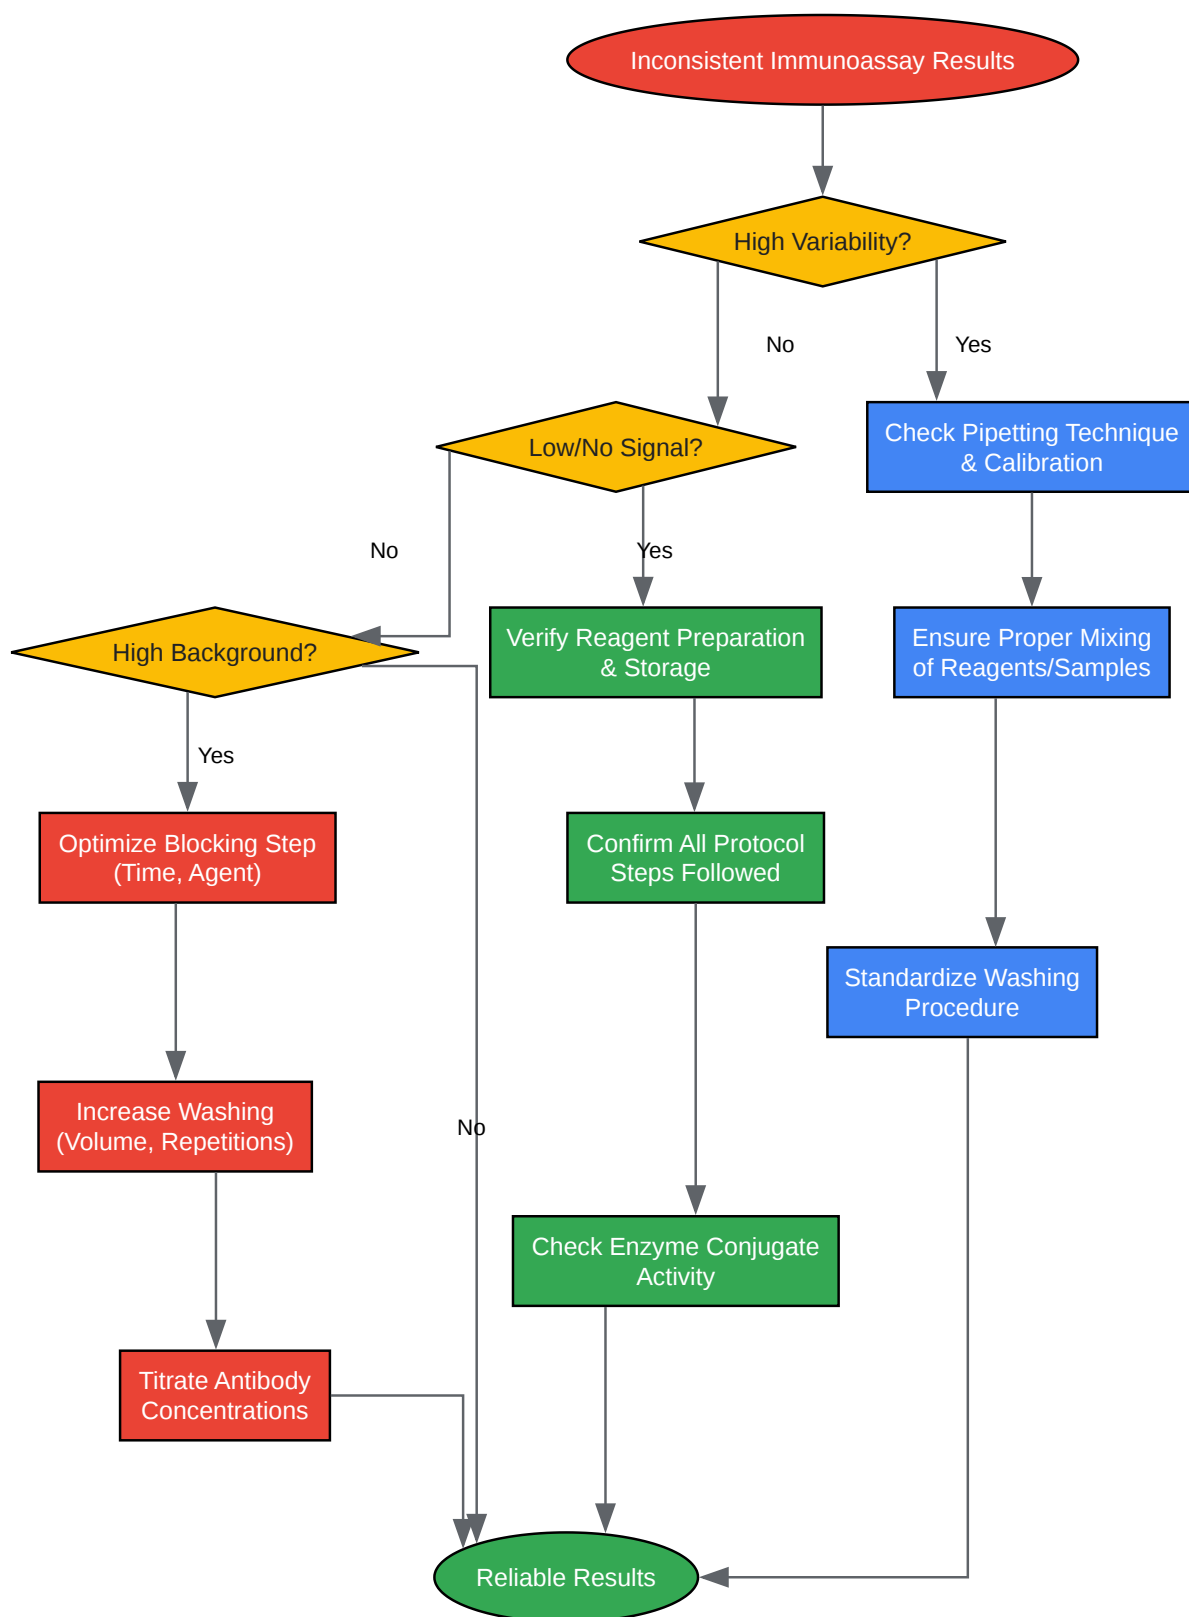 Inconsistent Immunoassay Results
High Variability?
No
Yes
Low/No Signal?
Check Pipetting Technique
& Calibration
No
Yes
High Background?
Verify Reagent Preparation
& Storage
Ensure Proper Mixing
of Reagents/Samples
Yes
Optimize Blocking Step
(Time, Agent)
Confirm All Protocol
Steps Followed
Standardize Washing
Procedure
Increase Washing
(Volume, Repetitions)
No
Check Enzyme Conjugate
Activity
Titrate Antibody
Concentrations
Reliable Results